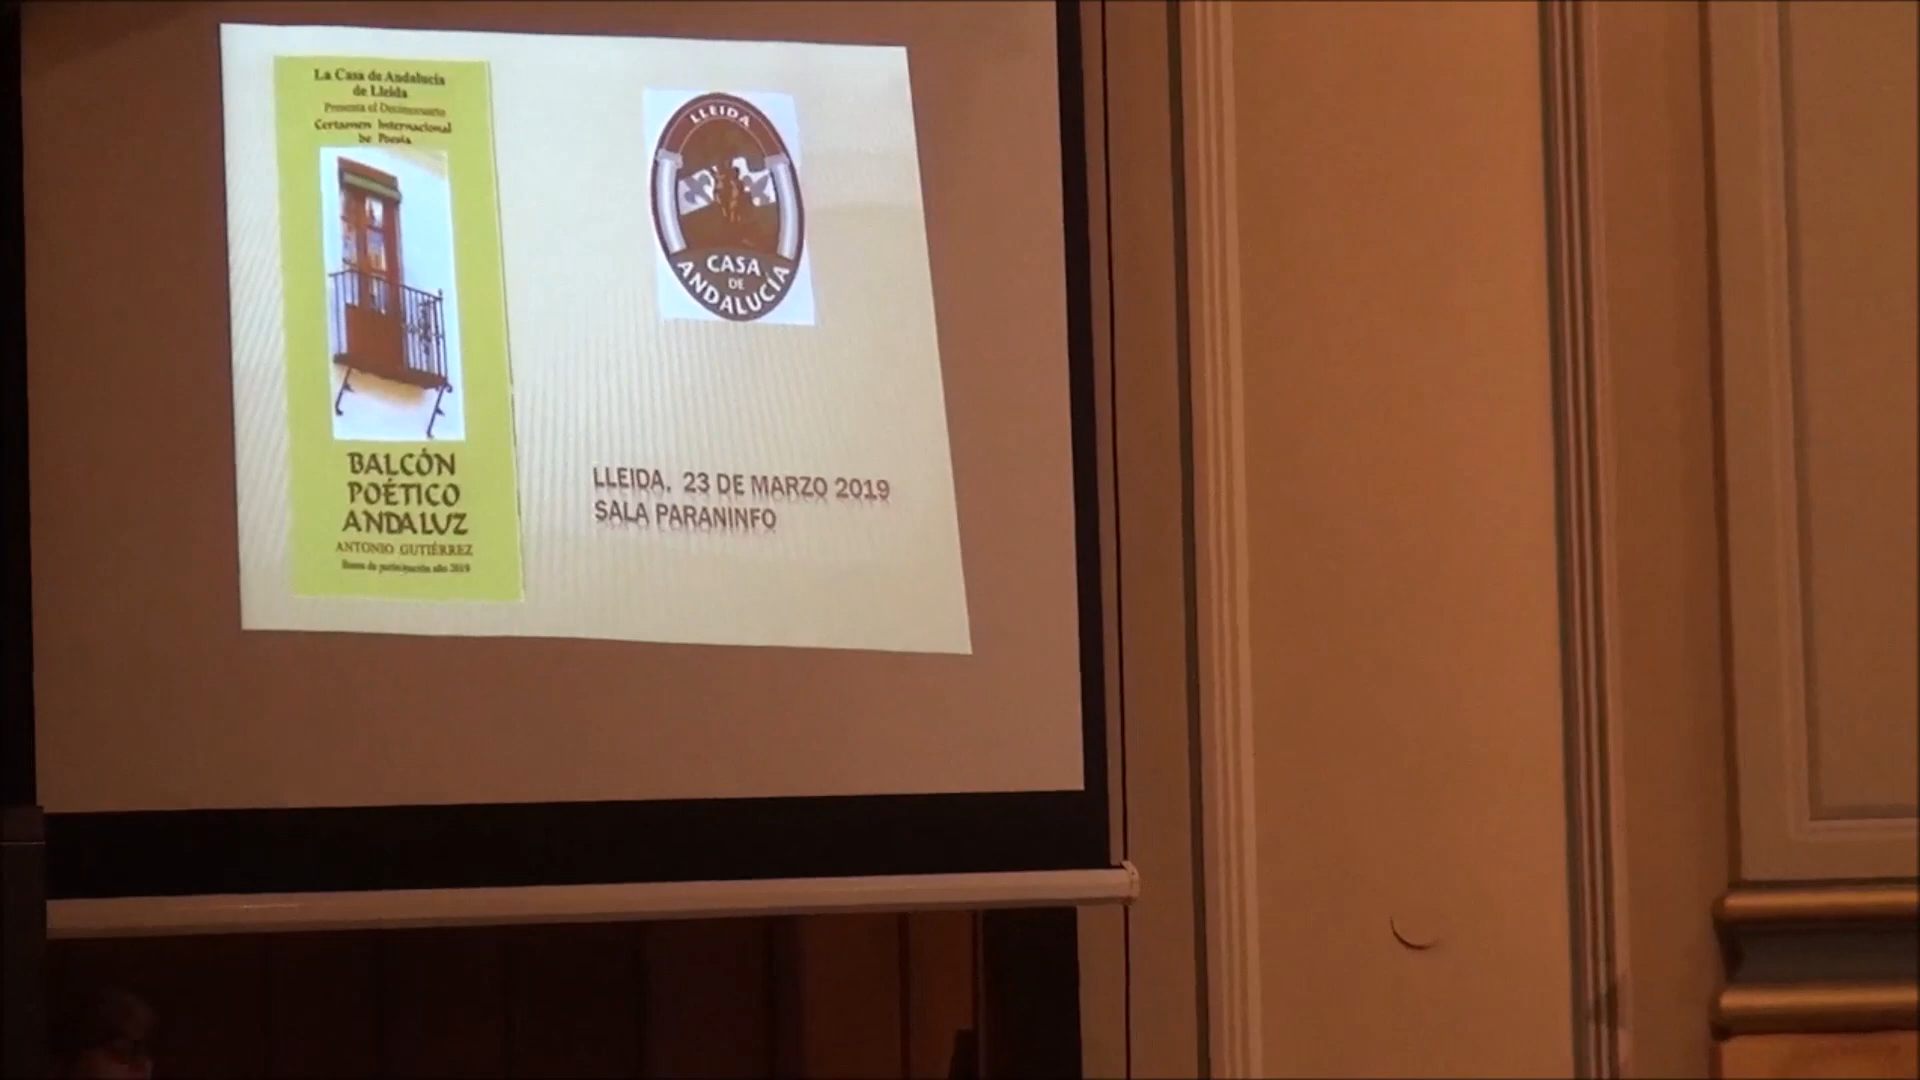 La Casa de Andalucía
de Lleida
Presenta el Decimocuarto
Certamen Internacional
de Poesía
BALCÓN
POÉTICO
ANDALUZ
ANTONIO GUTIÉRREZ
Bases de participación año 2019
LLEIDA
CASA
DE
ANDALUCÍA
LLEIDA, 23 DE MARZO 2019
SALA PARANINFO